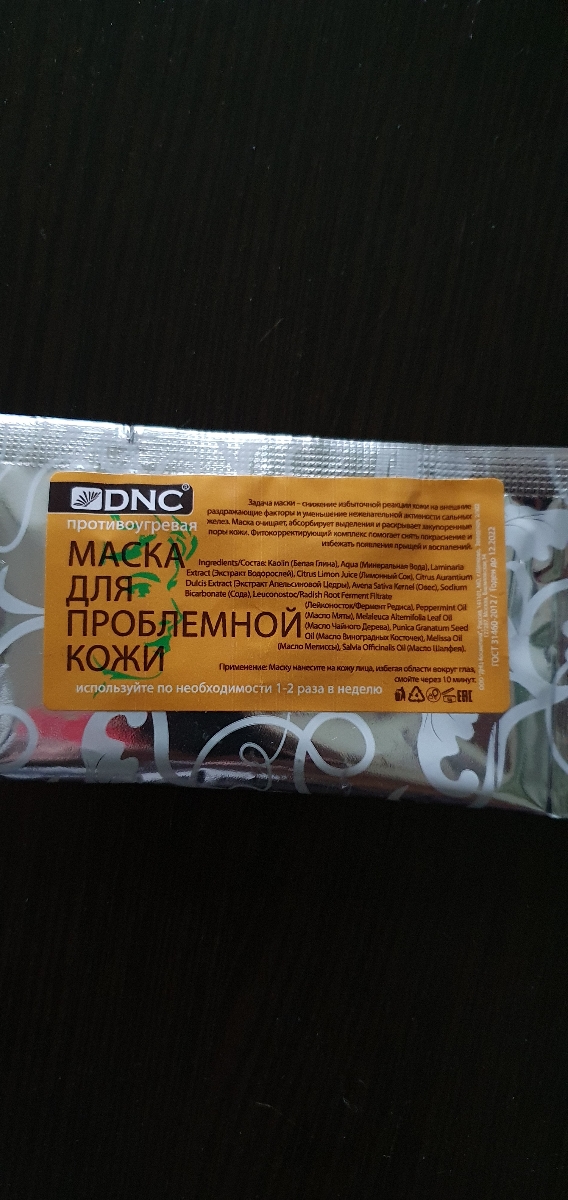 DNC®
противоугревая
МАСКА
ДЛЯ
ПРОБЛЕМНОЙ
КОЖИ
используйте по необходимости 1-2 раза в неделю
Задача маски – снижение избыточной реакции кожи на внешние
раздражающие факторы и уменьшение нежелательной активности сальных
желез. Маска очищает, абсорбирует выделения и раскрывает закупоренные
поры кожи. Фитокорректирующий комплекс помогает снять покраснение и
избежать появления прыщей и воспалений.
Ingredients/Состав: Kaolin (Белая Глина), Aqua (Минеральная Вода), Laminaria
Extract (Экстракт Водорослей), Citrus Limon Juice (Лимонный Сок), Citrus Aurantium
Dulcis Extract (Экстракт Апельсиновой Цедры), Avena Sativa Kernel (Овес), Sodium
Bicarbonate (Сода), Leuconostoc/Radish Root Ferment Filtrate
(Лейконосток/Фермент Редиса), Peppermint Oil
(Масло Мяты), Melaleuca Alternifolia Leaf Oil
(Масло Чайного Дерева), Punica Granatum Seed
Oil (Масло Виноградных Косточек), Melissa Oil
(Масло Мелиссы), Salvia Officinalis Oil (Масло Шалфея).
Применение: Маску нанесите на кожу лица, избегая области вокруг глаз,
смойте через 10 минут.
ЕАС
ГОСТ 31460-2012 / Годен до 12.2022